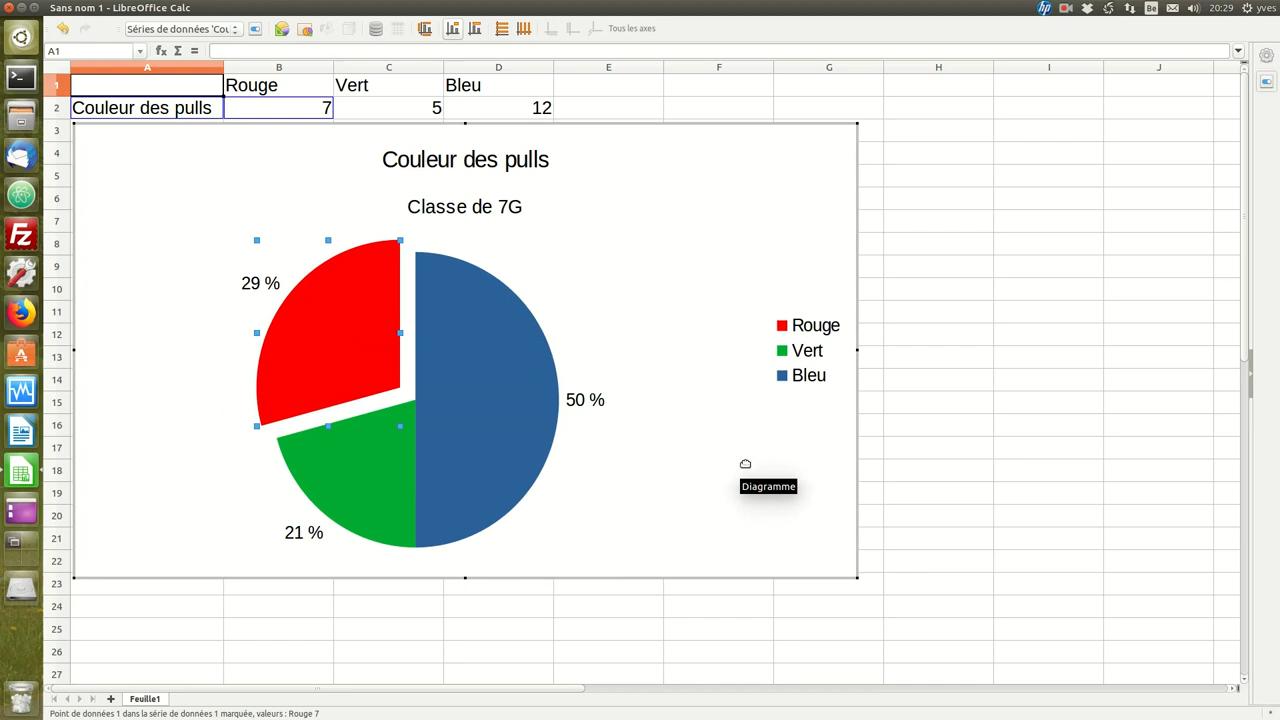 Sans nom 1 - LibreOffice Calc
Be
20:29
yves
Séries de données 'Cou
Tous les axes
A1
A
B
C
D
E
F
G
H
I
J
1
Rouge
Vert
Bleu
2
Couleur des pulls
7
5
12
3
4
5
6
7
8
9
10
11
12
13
14
15
16
17
18
19
20
21
22
23
24
25
26
27
Couleur des pulls
Classe de 7G
29 %
50 %
21 %
Rouge
Vert
Bleu
Diagramme
Feuille1
Point de données 1 dans la série de données 1 marquée, valeurs : Rouge 7